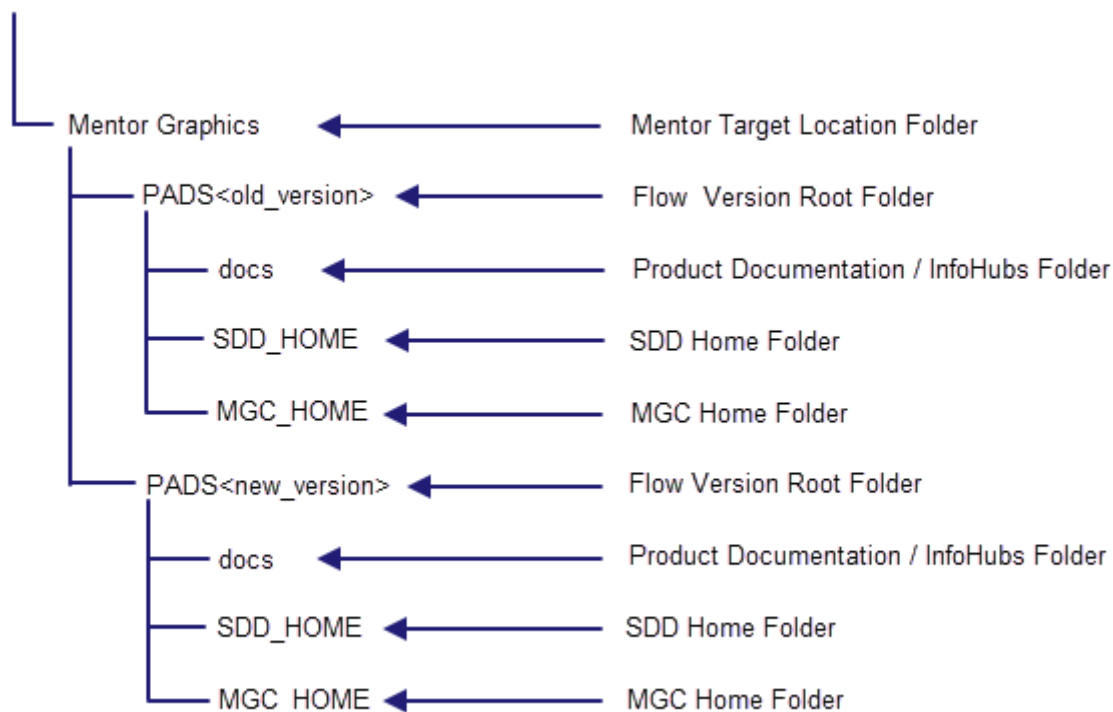 Mentor Graphics Mentor Target Location Folder
PADS<old_version> Flow Version Root Folder
docs Product Documentation / InfoHubs Folder
SDD_HOME SDD Home Folder
MGC_HOME MGC Home Folder
PADS<new_version> Flow Version Root Folder
docs Product Documentation / InfoHubs Folder
SDD_HOME SDD Home Folder
MGC_HOME MGC Home Folder